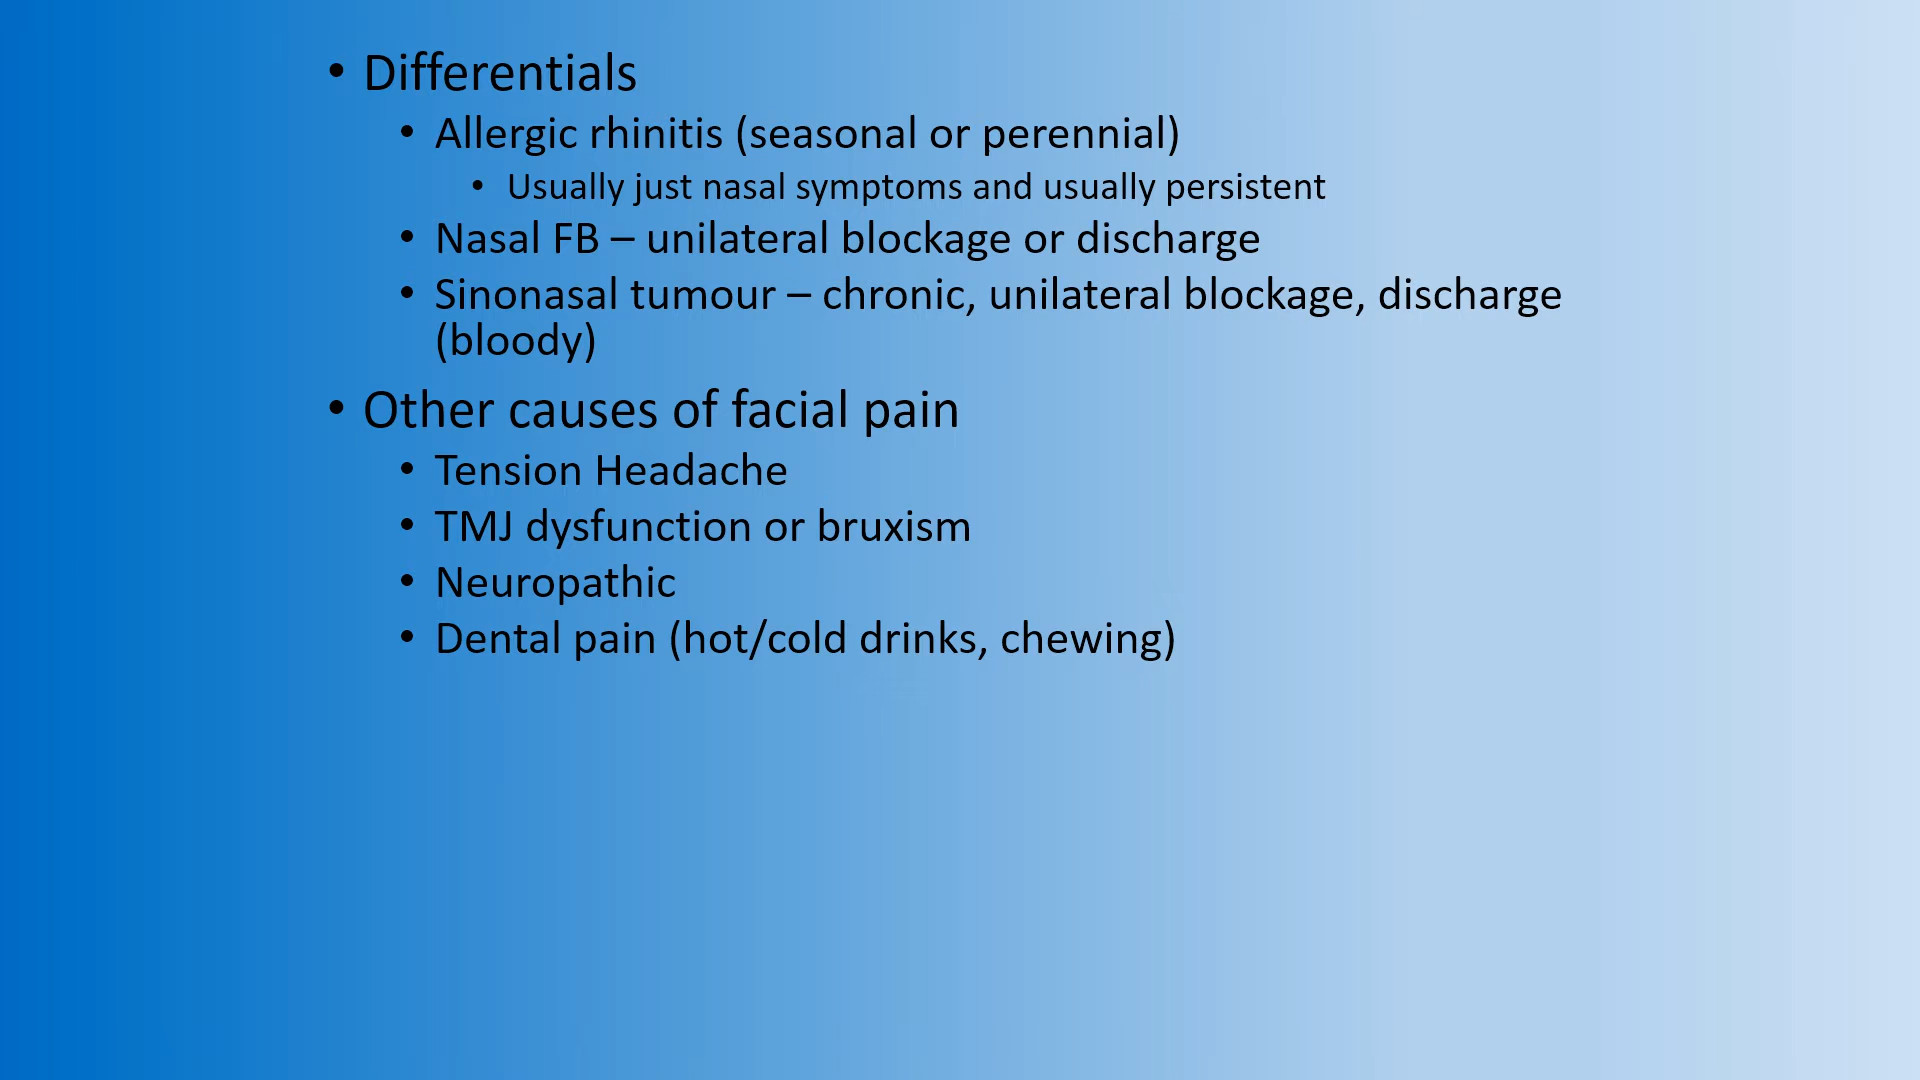 • Differentials
• Allergic rhinitis (seasonal or perennial)
• Usually just nasal symptoms and usually persistent
• Nasal FB – unilateral blockage or discharge
• Sinonasal tumour – chronic, unilateral blockage, discharge
(bloody)
• Other causes of facial pain
• Tension Headache
• TMJ dysfunction or bruxism
• Neuropathic
• Dental pain (hot/cold drinks, chewing)